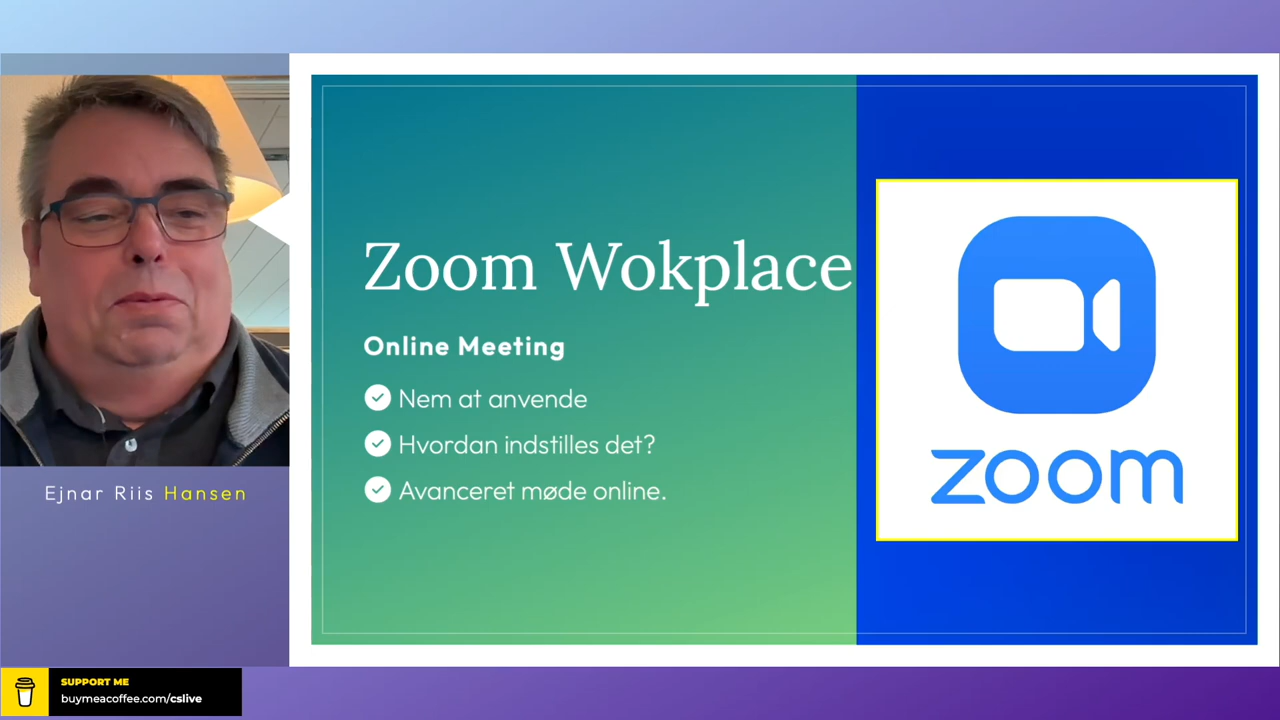 Zoom Wokplace
Online Meeting
Nem at anvende
Hvordan indstilles det?
Avanceret møde online.
zoom
Ejnar Riis Hansen
SUPPORT ME
buymeacoffee.com/cslive